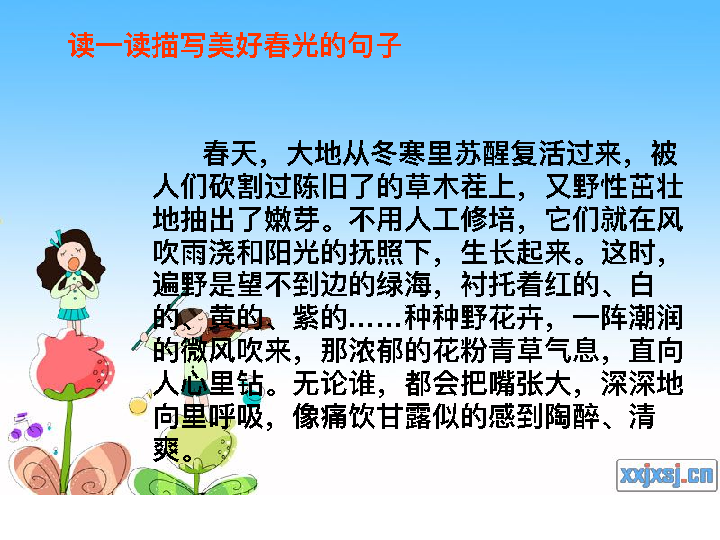 读一读描写美好春光的句子
春天，大地从冬寒里苏醒复活过来，被
人们砍割过陈旧了的草木茬上，又野性茁壮
地抽出了嫩芽。不用人工修培，它们就在风
吹雨浇和阳光的抚照下，生长起来。这时，
遍野是望不到边的绿海，衬托着红的、白
的、黄的、紫的……种种野花卉，一阵潮润
的微风吹来，那浓郁的花粉青草气息，直向
人心里钻。无论谁，都会把嘴张大，深深地
向里呼吸，像痛饮甘露似的感到陶醉、清
爽。
xxjxsj.cn